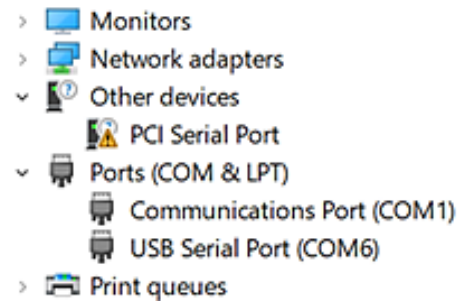 Monitors
Network adapters
Other devices
PCI Serial Port
Ports (COM & LPT)
Communications Port (COM1)
USB Serial Port (COM6)
Print queues